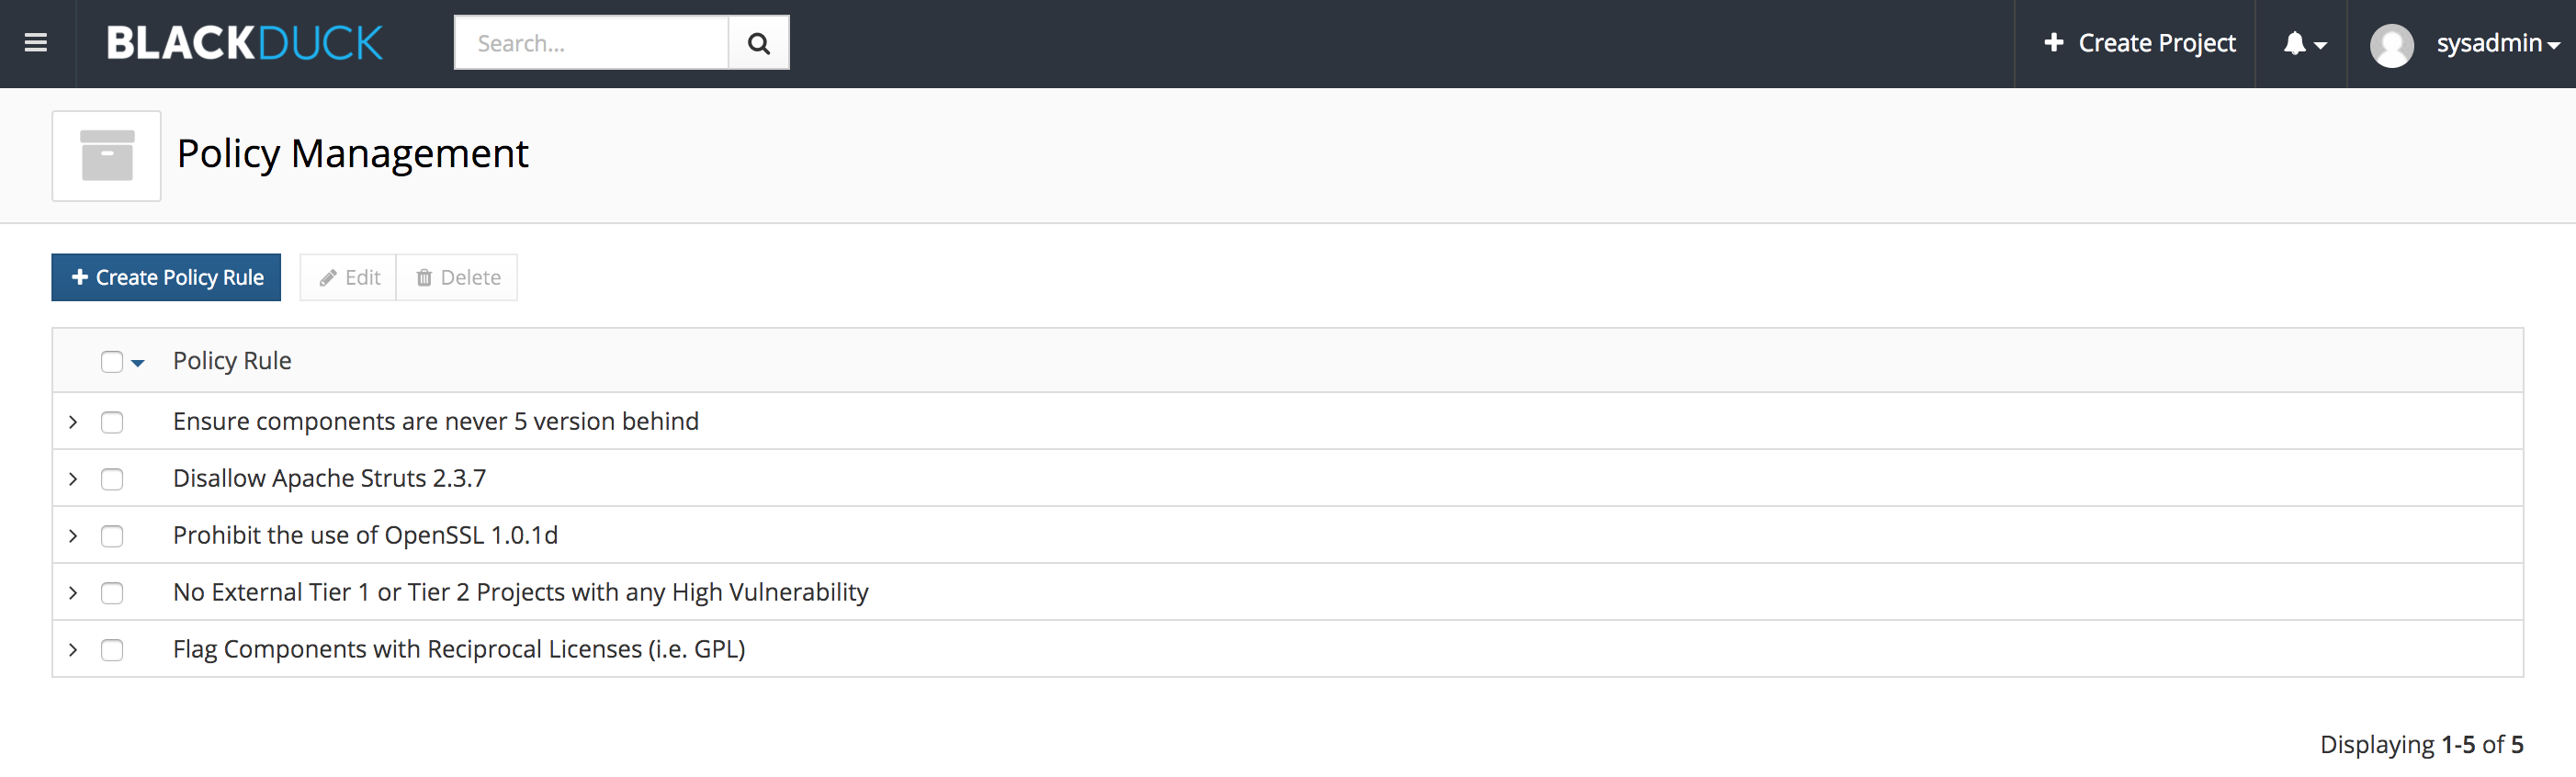 BLACKDUCK Search... Create Project sysadmin
Policy Management
Create Policy Rule Edit Delete
Policy Rule
Ensure components are never 5 version behind
Disallow Apache Struts 2.3.7
Prohibit the use of OpenSSL 1.0.1d
No External Tier 1 or Tier 2 Projects with any High Vulnerability
Flag Components with Reciprocal Licenses (i.e. GPL)
Displaying 1-5 of 5